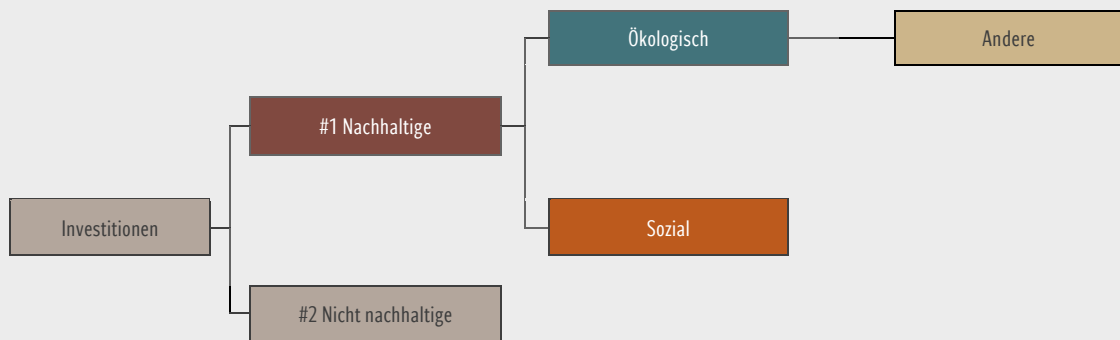 Ökologisch
Andere
#1 Nachhaltige
Investitionen
Sozial
#2 Nicht nachhaltige